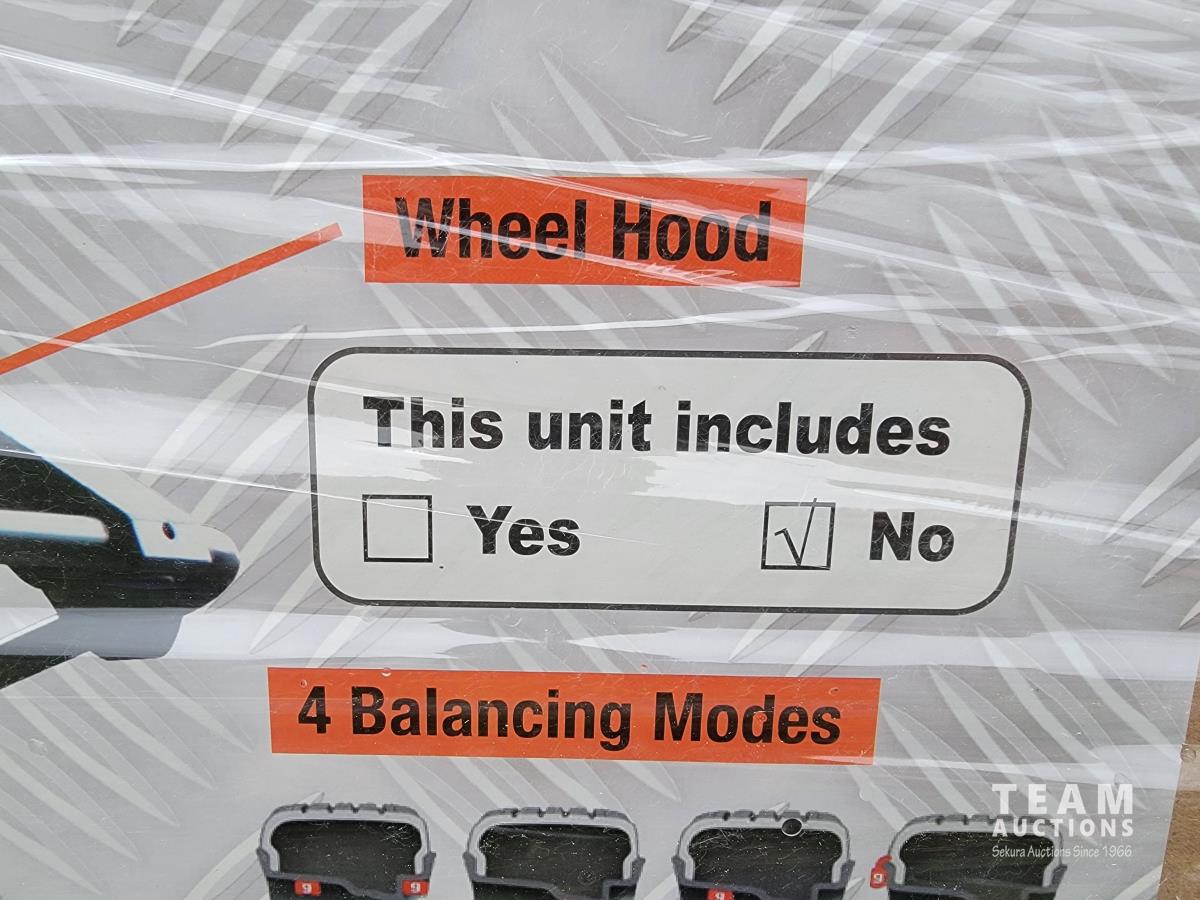 Wheel Hood
This unit includes
Yes
No
4 Balancing Modes
TEAM
AUCTIONS
Sekura Auctions Since 1966